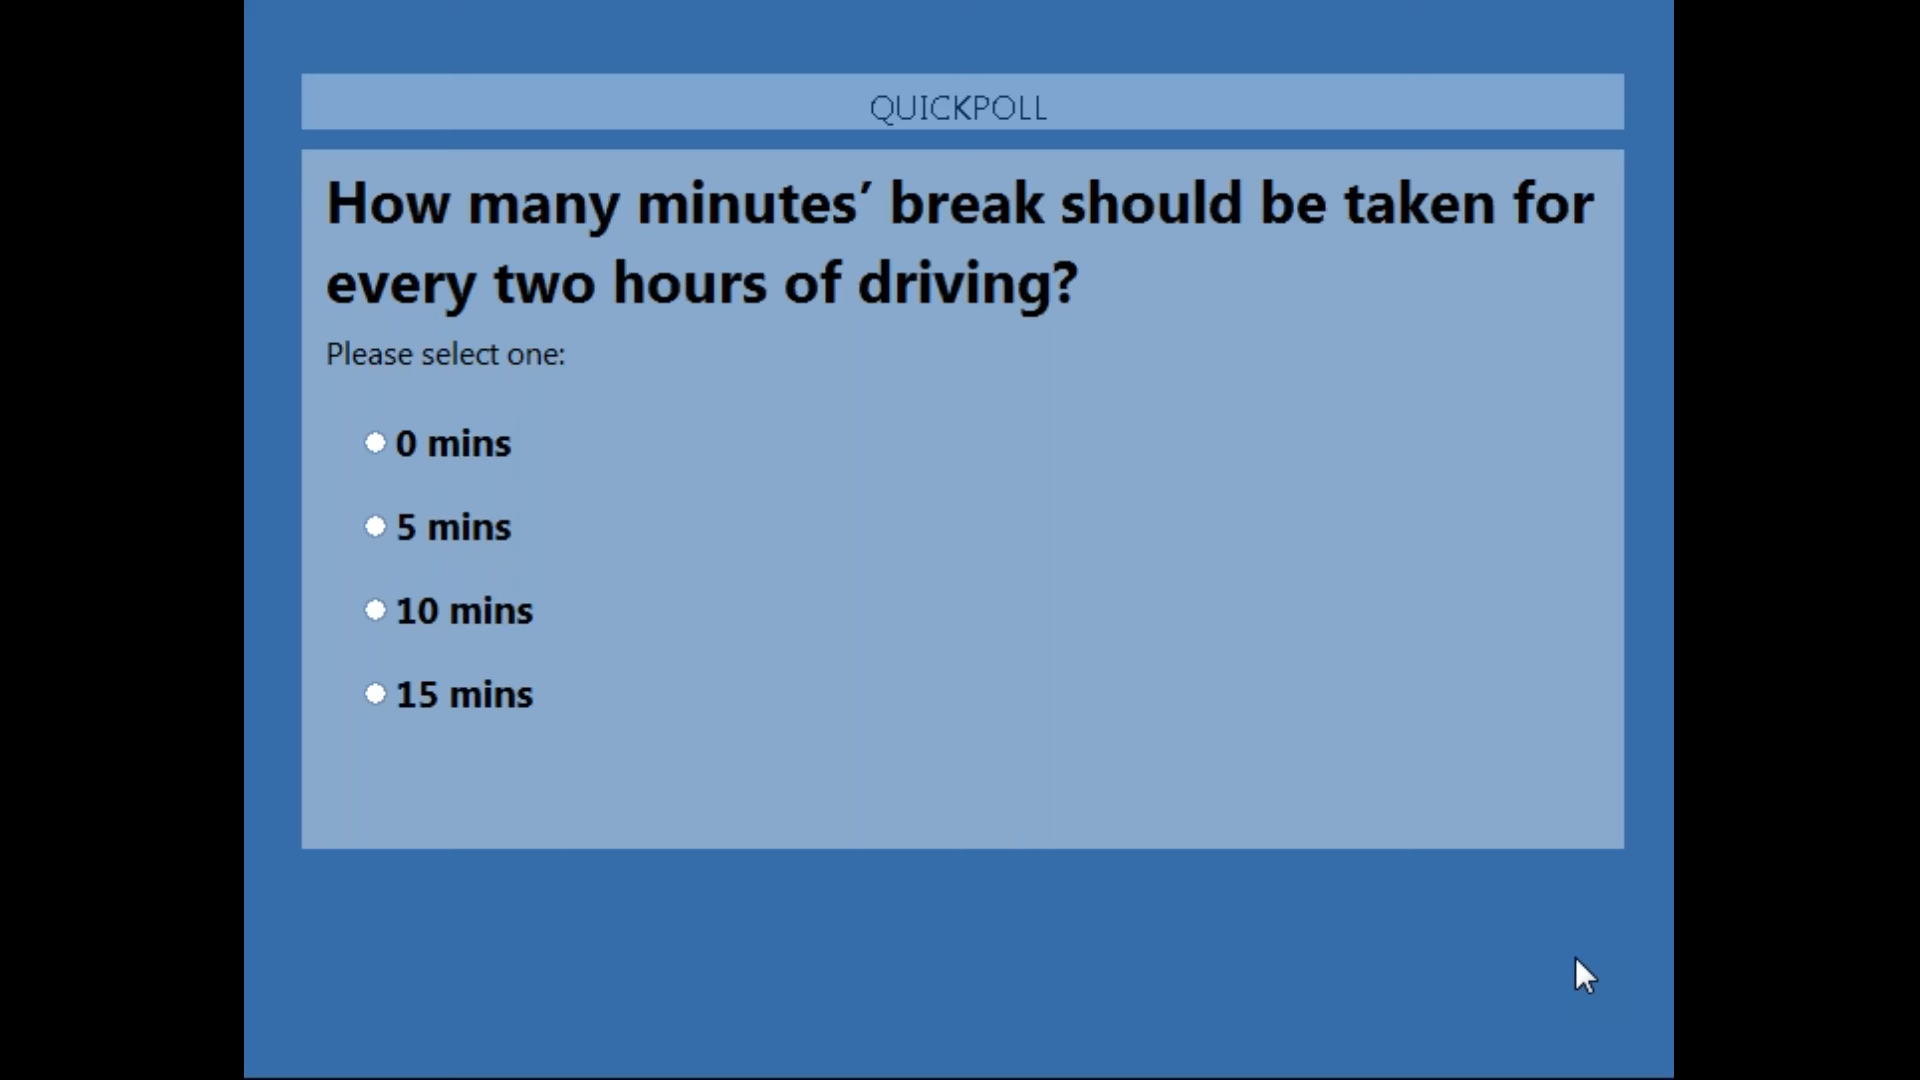 QUICKPOLL
How many minutes’ break should be taken for
every two hours of driving?
Please select one:
0 mins
5 mins
10 mins
15 mins